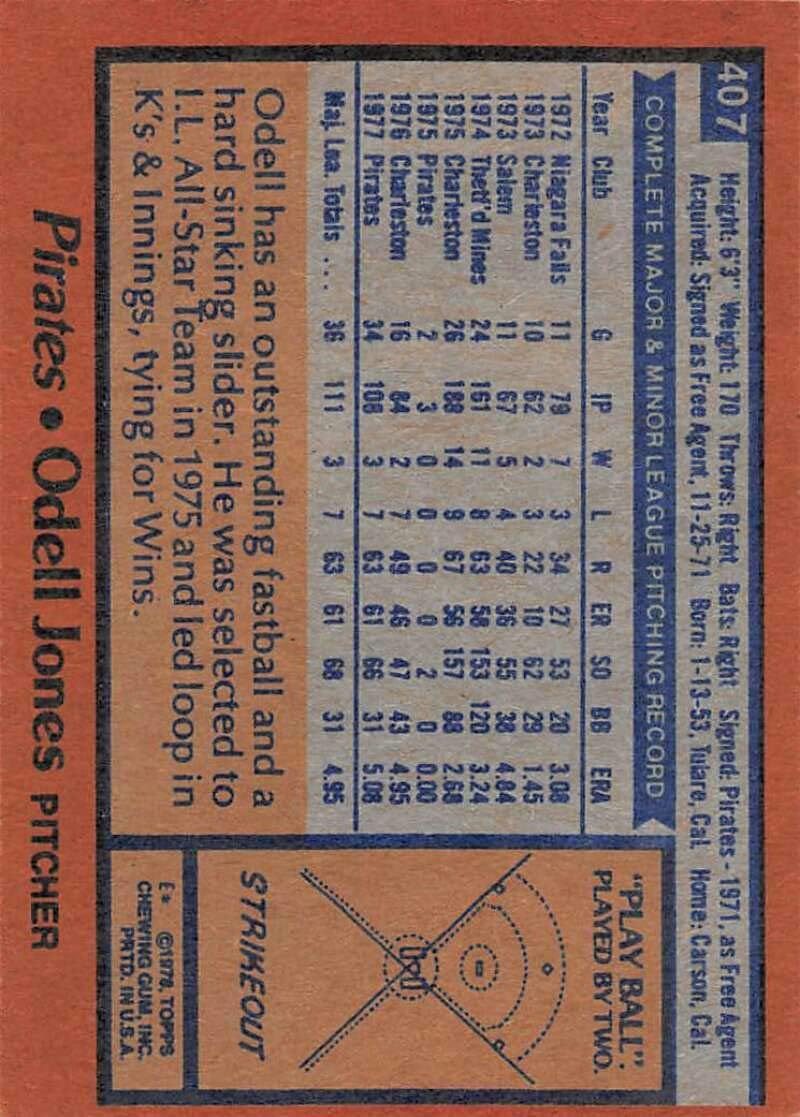 407
Height: 6'3" Weight: 170 Throws: Right Bats: Right Signed: Pirates - 1971, as Free Agent
Acquired: Signed as Free Agent, 11-25-71 Born: 1-13-53, Tulare, Cal. Home: Carson, Cal.
COMPLETE MAJOR & MINOR LEAGUE PITCHING RECORD
Year Club G IP W L R ER SO BB ERA
1972 Niagara Falls 11 79 7 3 34 27 53 20 3.08
1973 Charleston 10 62 2 3 22 10 62 29 1.45
1973 Salem 11 67 5 4 40 36 55 38 4.84
1974 Thetf'd Mines 24 161 11 8 63 58 153 120 3.24
1975 Charleston 26 188 14 9 67 56 157 88 2.68
1975 Pirates 2 3 0 0 0 0 2 0 0.00
1976 Charleston 16 84 2 7 49 46 47 43 4.95
1977 Pirates 34 108 3 7 63 61 66 31 5.08
Maj. Lea. Totals ... 36 111 3 7 63 61 68 31 4.95
Odell has an outstanding fastball and a
hard sinking slider. He was selected to
I.L. All-Star Team in 1975 and led loop in
K's & Innings, tying for Wins.
"PLAY BALL".
PLAYED BY TWO.
STRIKEOUT
©1978, TOPPS
CHEWING GUM, INC.
PRTD. IN U.S.A.
Pirates • Odell Jones PITCHER